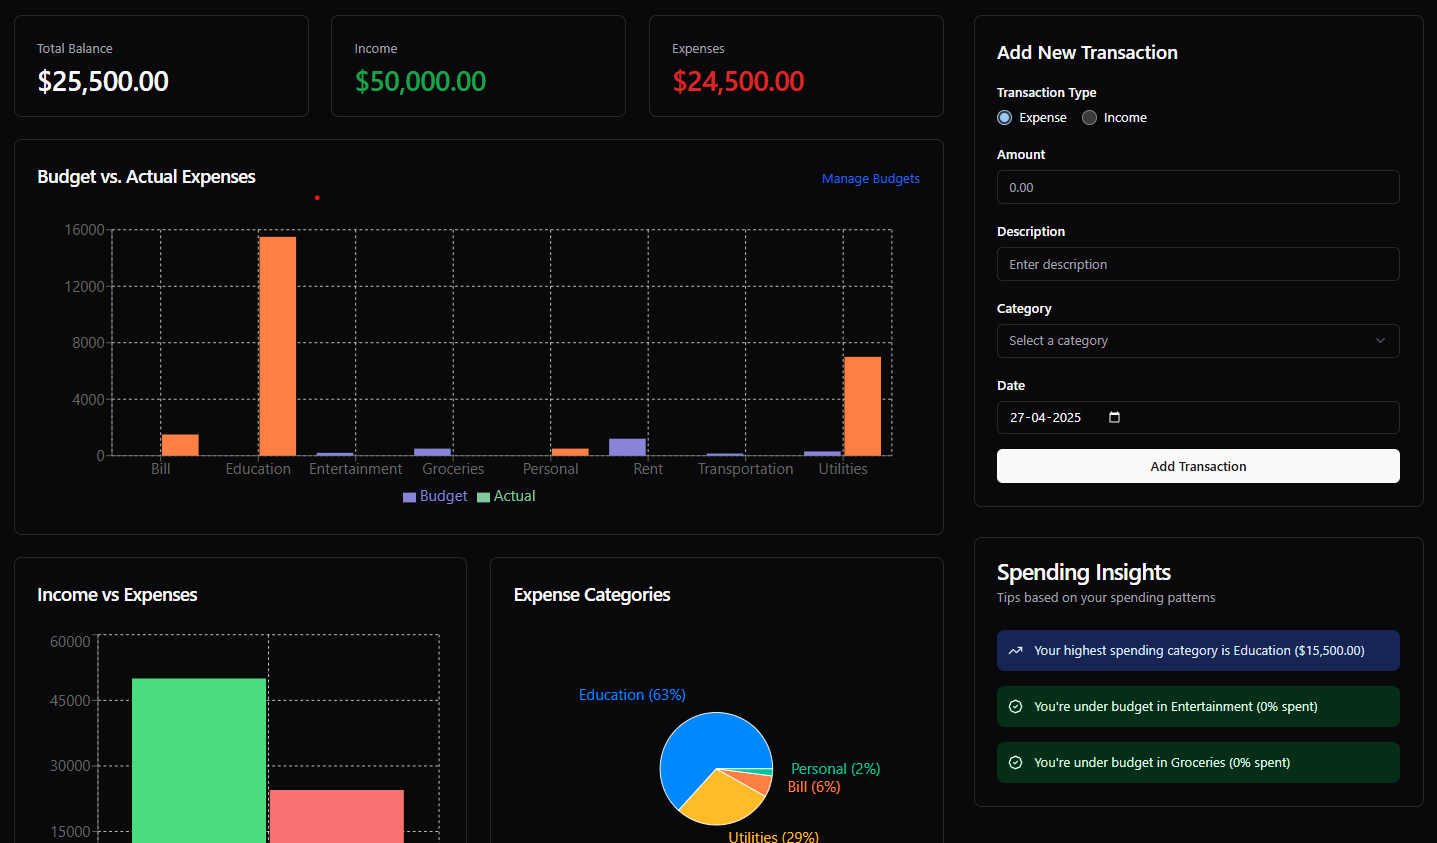 Total Balance
$25,500.00
Income
$50,000.00
Expenses
$24,500.00
Budget vs. Actual Expenses
Manage Budgets
16000
12000
8000
4000
0
Bill Education Entertainment Groceries Personal Rent Transportation Utilities
Budget Actual
Income vs Expenses
60000
45000
30000
15000
Expense Categories
Education (63%)
Personal (2%)
Bill (6%)
Utilities (29%)
Add New Transaction
Transaction Type
Expense Income
Amount
0.00
Description
Enter description
Category
Select a category
Date
27-04-2025
Add Transaction
Spending Insights
Tips based on your spending patterns
Your highest spending category is Education ($15,500.00)
You're under budget in Entertainment (0% spent)
You're under budget in Groceries (0% spent)